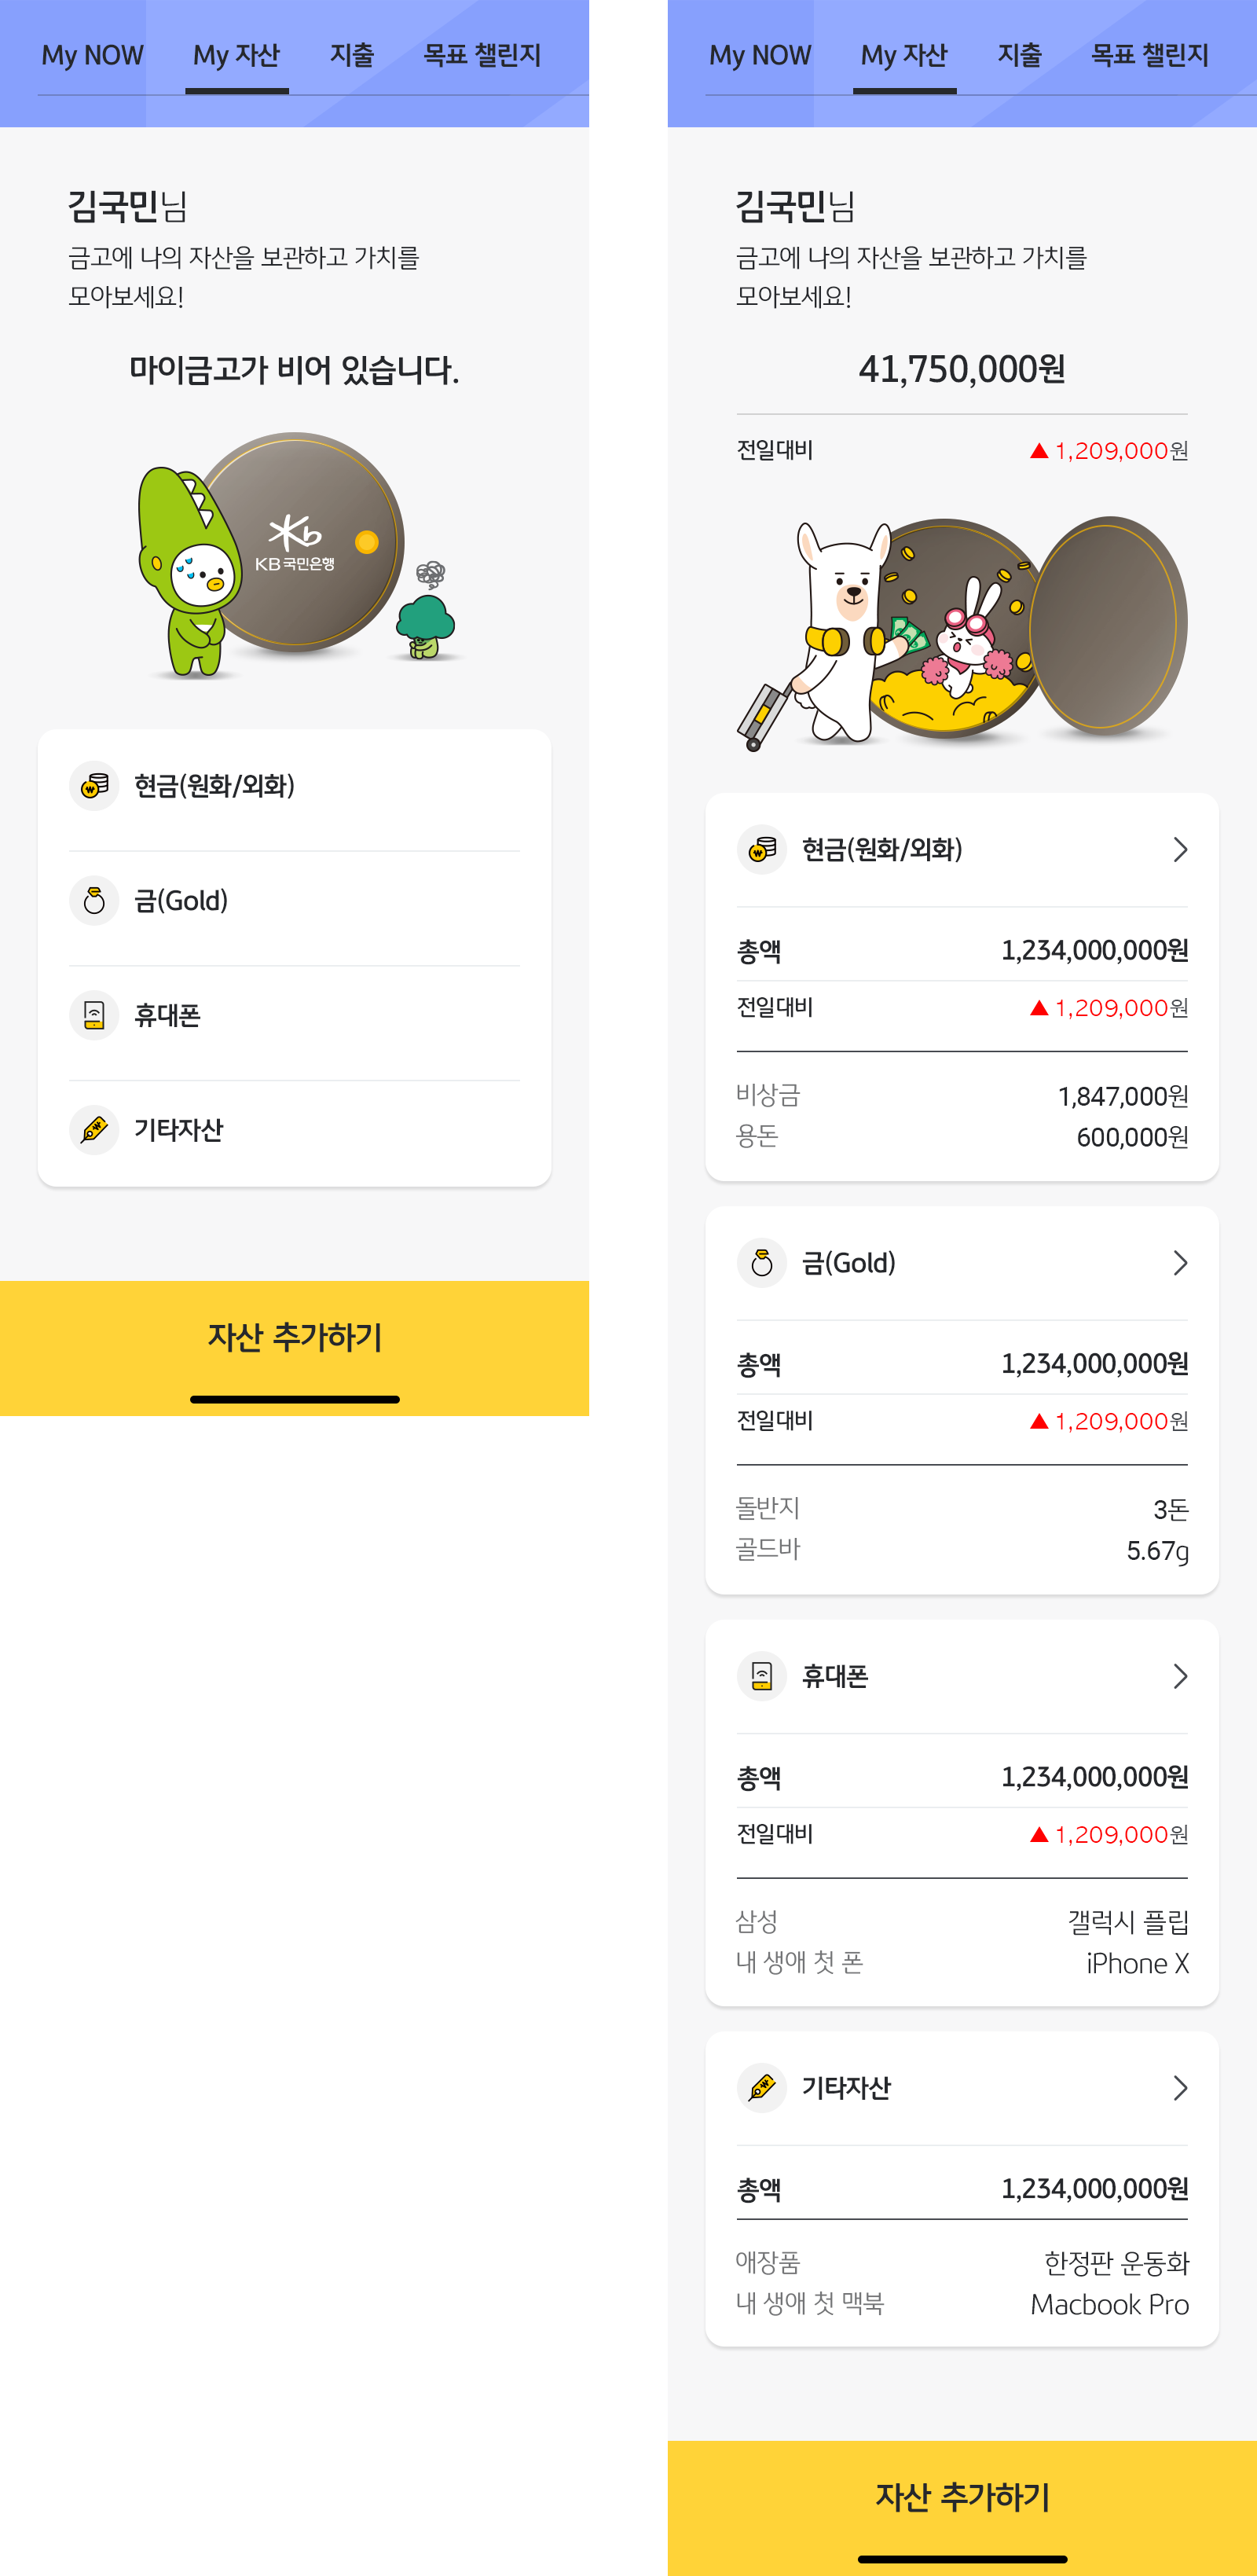 My NOW
My 자산
지출
목표 챌린지
김국민님
금고에 나의 자산을 보관하고 가치를
모아보세요!
마이금고가 비어 있습니다.
KB국민은행
현금(원화/외화)
금(Gold)
휴대폰
기타자산
자산 추가하기
My NOW
My 자산
지출
목표 챌린지
김국민님
금고에 나의 자산을 보관하고 가치를
모아보세요!
41,750,000원
전일대비 ▲ 1,209,000원
현금(원화/외화)
총액 1,234,000,000원
전일대비 ▲ 1,209,000원
비상금 1,847,000원
용돈 600,000원
금(Gold)
총액 1,234,000,000원
전일대비 ▲ 1,209,000원
돌반지 3돈
골드바 5.67g
휴대폰
총액 1,234,000,000원
전일대비 ▲ 1,209,000원
삼성 갤럭시 플립
내 생애 첫 폰 iPhone X
기타자산
총액 1,234,000,000원
애장품 한정판 운동화
내 생애 첫 맥북 Macbook Pro
자산 추가하기